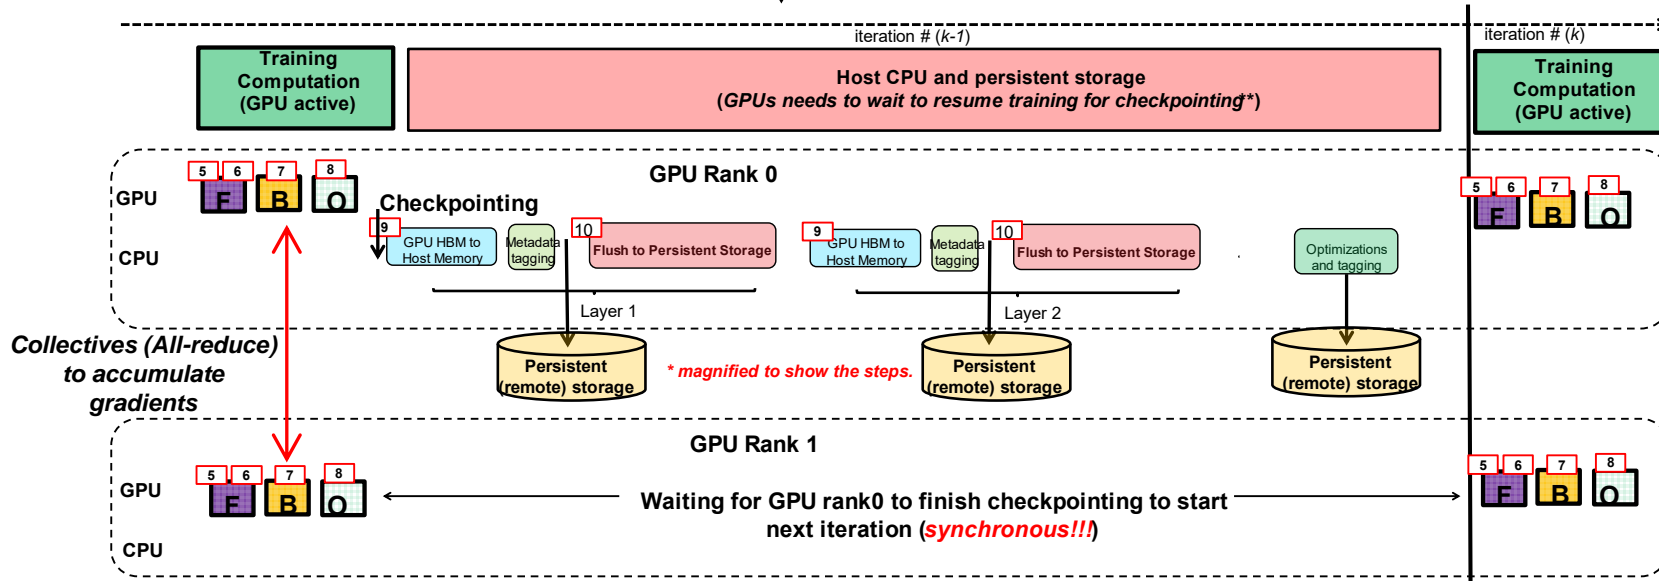 iteration # (k-1)
iteration # (k)
Training
Computation
(GPU active)
Host CPU and persistent storage
(GPUs needs to wait to resume training for checkpointing**)
Training
Computation
(GPU active)
GPU Rank 0
GPU
CPU
5 6 7 8
F B O
Checkpointing
9
GPU HBM to
Host Memory
Metadata
tagging
10
Flush to Persistent Storage
Layer 1
9
GPU HBM to
Host Memory
Metadata
tagging
10
Flush to Persistent Storage
Layer 2
Optimizations
and tagging
5 6 7 8
F B O
Persistent
(remote) storage
* magnified to show the steps.
Persistent
(remote) storage
Persistent
(remote) storage
Collectives (All-reduce)
to accumulate
gradients
GPU Rank 1
GPU
CPU
5 6 7 8
F B O
Waiting for GPU rank0 to finish checkpointing to start
next iteration (synchronous!!!)
5 6 7 8
F B O